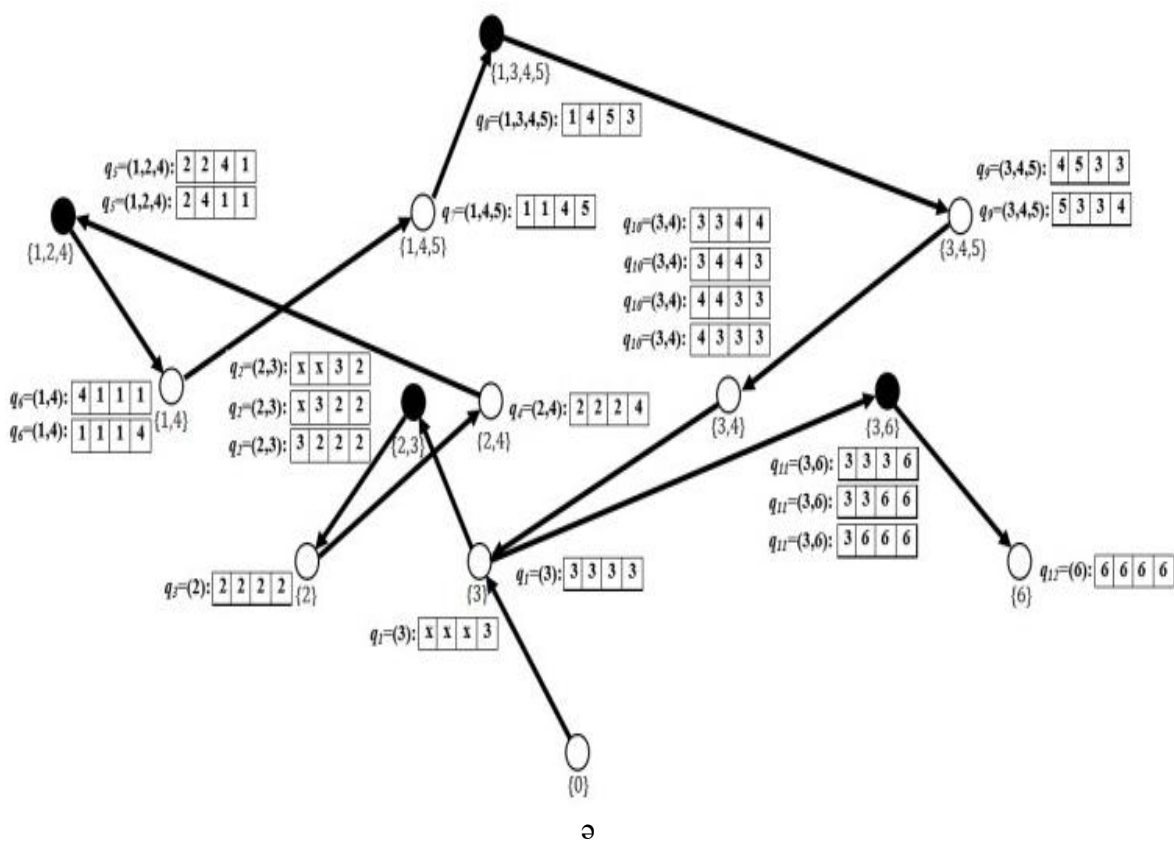 {1,3,4,5}
q8=(1,3,4,5): 1 4 5 3
q5=(1,2,4): 2 2 4 1
q5=(1,2,4): 2 4 1 1
{1,2,4}
q7=(1,4,5): 1 1 4 5
{1,4,5}
q9=(3,4,5): 4 5 3 3
q9=(3,4,5): 5 3 3 4
{3,4,5}
q10=(3,4): 3 3 4 4
q10=(3,4): 3 4 4 3
q10=(3,4): 4 4 3 3
q10=(3,4): 4 3 3 3
q6=(1,4): 4 1 1 1
q6=(1,4): 1 1 1 4
{1,4}
q2=(2,3): x x 3 2
q2=(2,3): x 3 2 2
q2=(2,3): 3 2 2 2
{2,3}
{2,4}
q4=(2,4): 2 2 2 4
{3,4}
{3,6}
q11=(3,6): 3 3 3 6
q11=(3,6): 3 3 6 6
q11=(3,6): 3 6 6 6
q3=(2): 2 2 2 2
{2}
{3}
q1=(3): 3 3 3 3
{6}
q12=(6): 6 6 6 6
q1=(3): x x x 3
{0}
ə